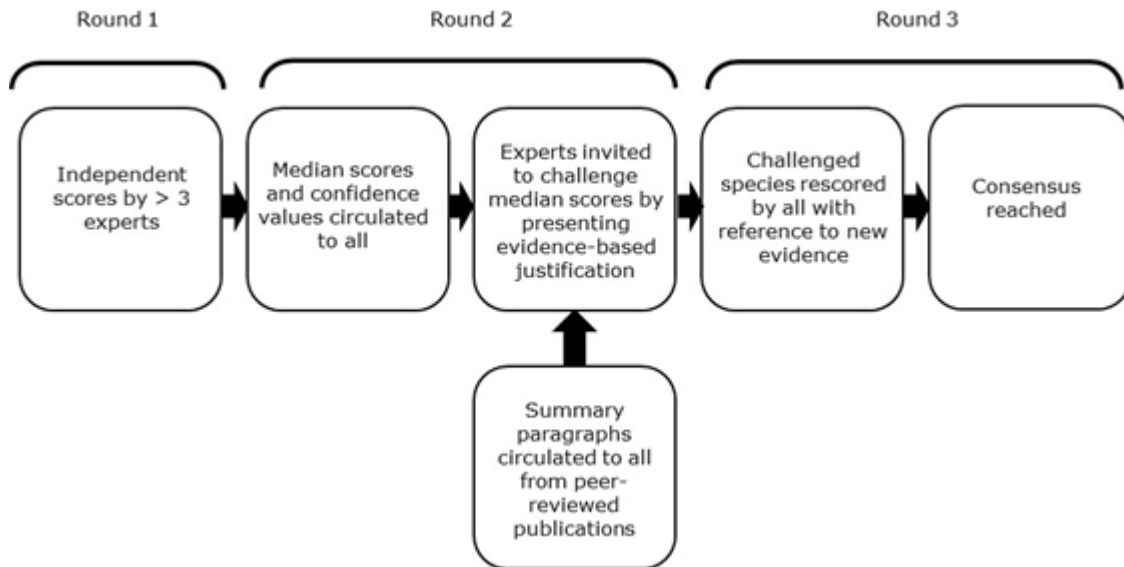 Round 1
Round 2
Round 3
Independent
scores by > 3
experts
Median scores
and confidence
values circulated
to all
Experts invited
to challenge
median scores by
presenting
evidence-based
justification
Challenged
species rescored
by all with
reference to new
evidence
Consensus
reached
Summary
paragraphs
circulated to all
from peer-
reviewed
publications